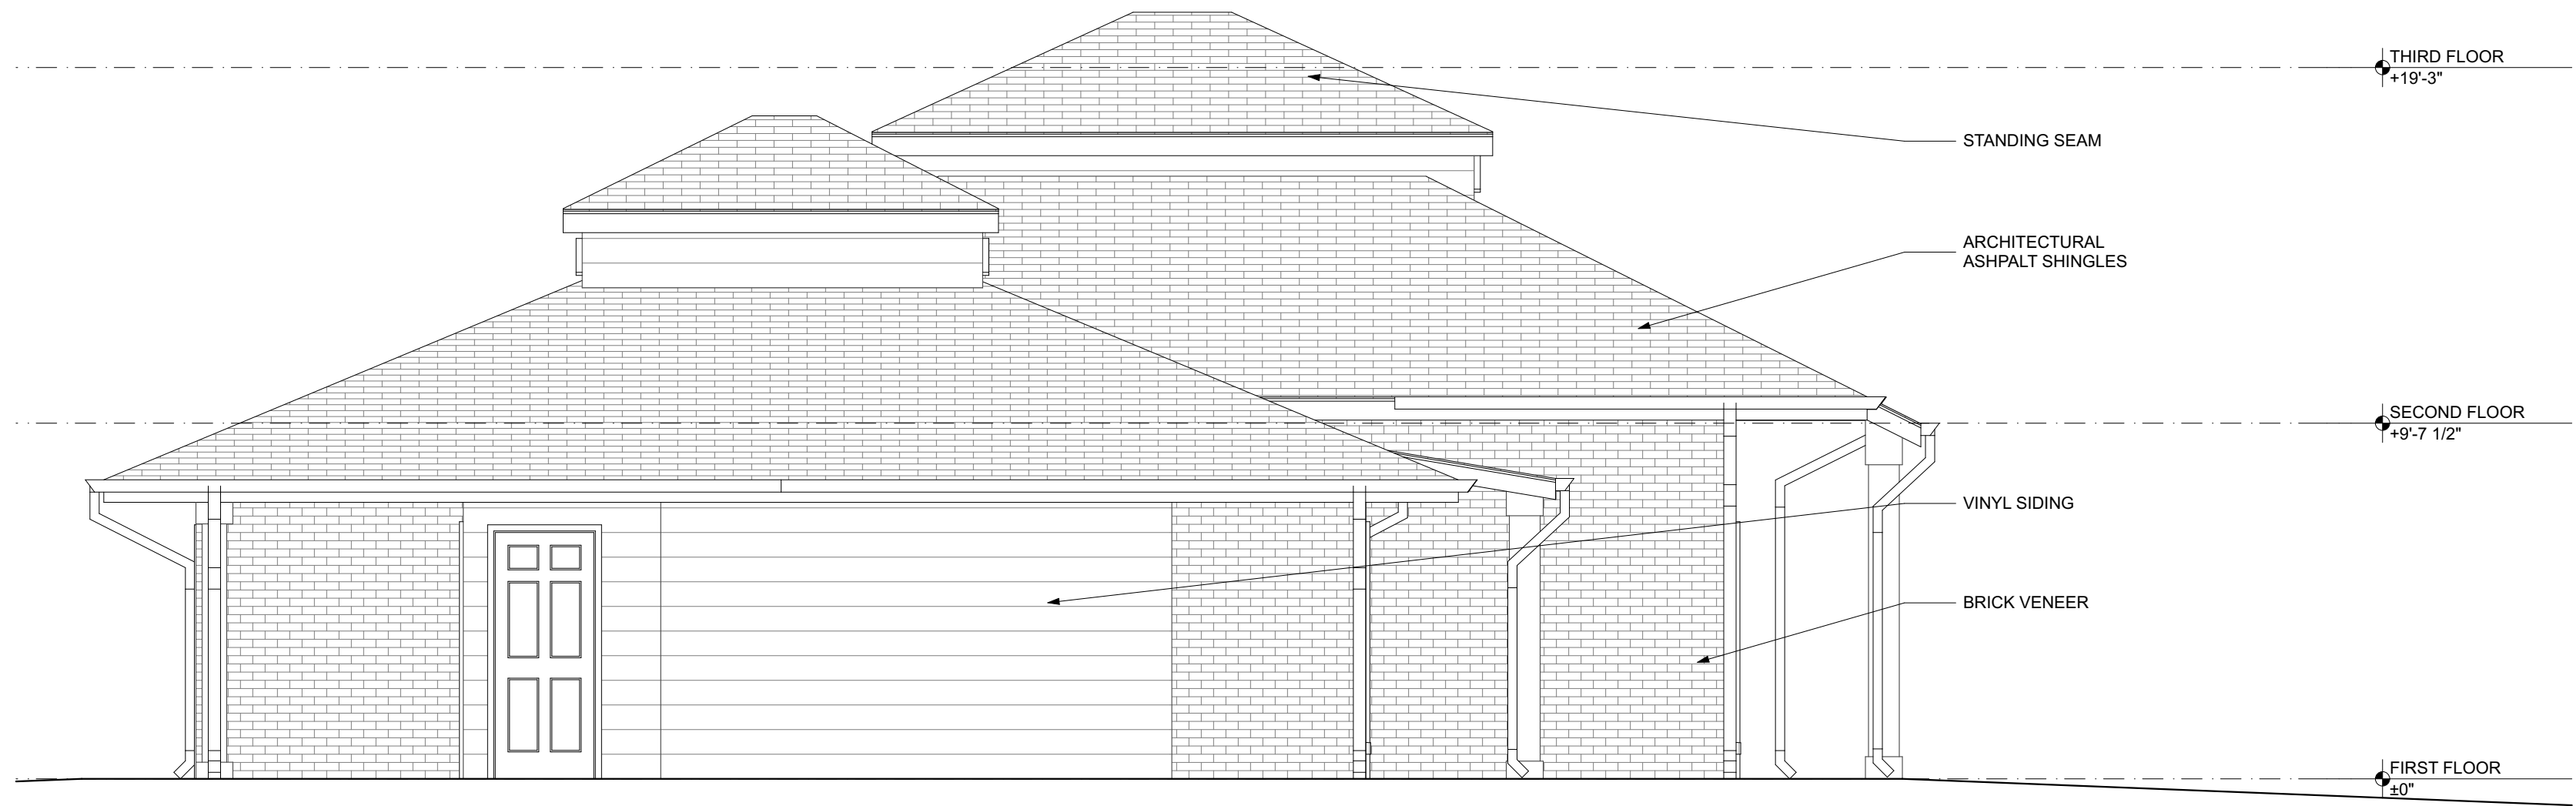 THIRD FLOOR
+19'-3"
STANDING SEAM
ARCHITECTURAL
ASHPALT SHINGLES
SECOND FLOOR
+9'-7 1/2"
VINYL SIDING
BRICK VENEER
FIRST FLOOR
±0"